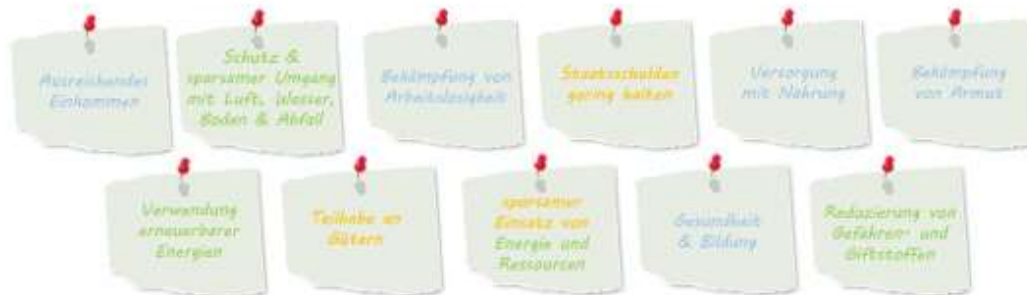 Ausreichendes
Einkommen
Schutz &
sparsamer Umgang
mit Luft, Wasser,
Boden & Abfall
Bekämpfung von
Arbeitslosigkeit
Staatsschulden
gering halten
Versorgung
mit Nahrung
Bekämpfung
von Armut
Verwendung
erneuerbarer
Energien
Teilhabe an
Gütern
sparsamer
Einsatz von
Energie und
Ressourcen
Gesundheit
& Bildung
Reduzierung von
Gefahren- und
Giftstoffen